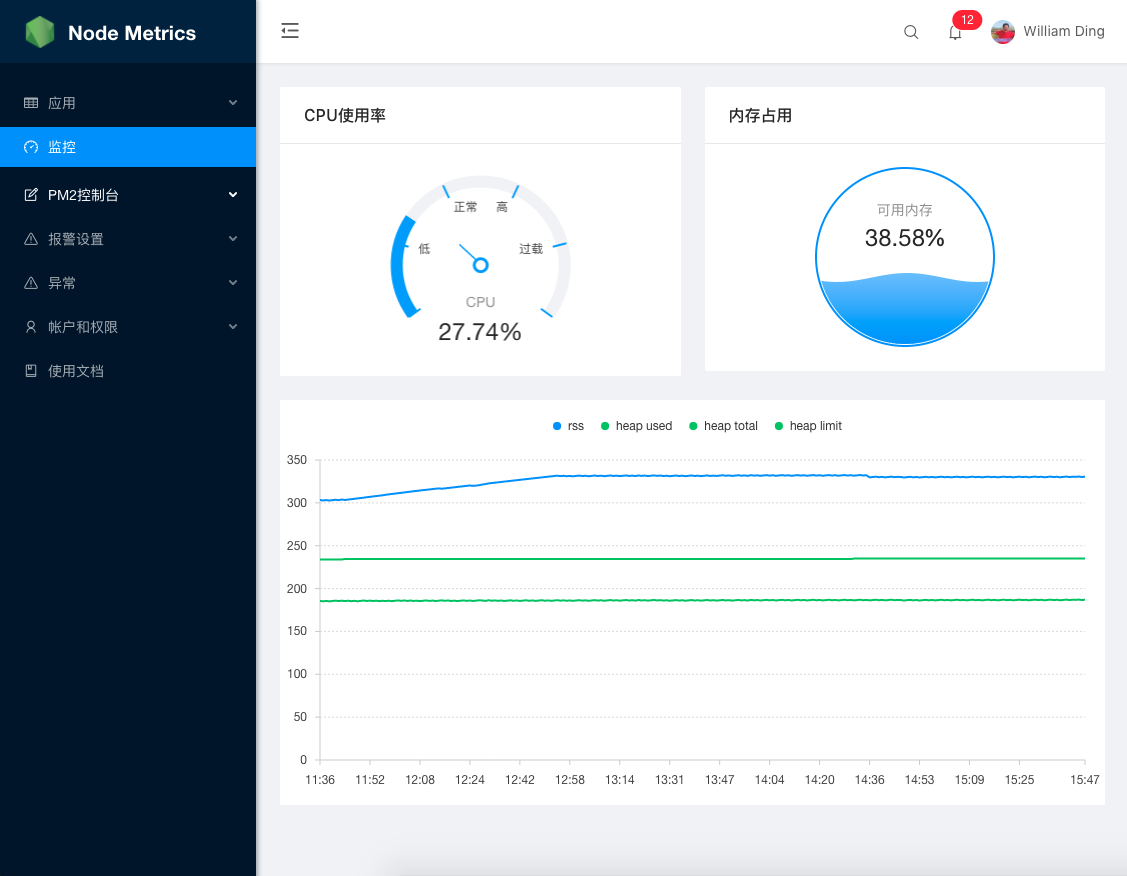 Node Metrics
12
William Ding
应用
监控
PM2控制台
报警设置
异常
帐户和权限
使用文档
CPU使用率
正常 高
低 过载
CPU
27.74%
内存占用
可用内存
38.58%
rss heap used heap total heap limit
350
300
250
200
150
100
50
0
11:36 11:52 12:08 12:24 12:42 12:58 13:14 13:31 13:47 14:04 14:20 14:36 14:53 15:09 15:25 15:47